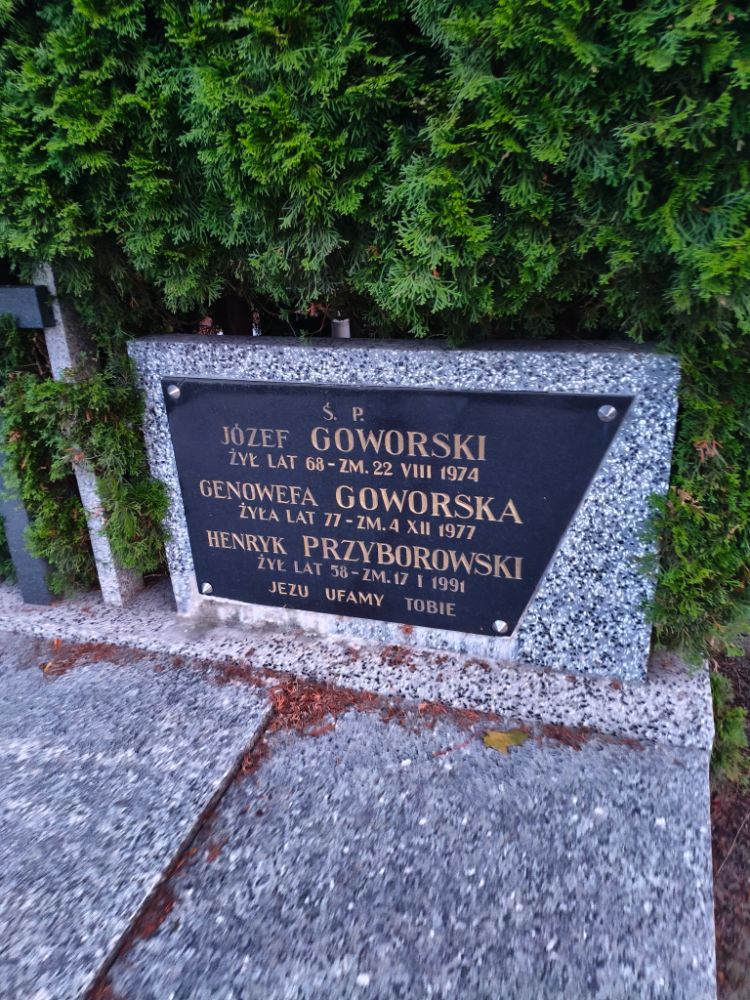 Ś. P.
JÓZEF GOWORSKI
ŻYŁ LAT 68 - ZM. 22 VIII 1974
GENOWEFA GOWORSKA
ŻYŁA LAT 77 - ZM. 4 XII 1977
HENRYK PRZYBOROWSKI
ŻYŁ LAT 58 - ZM. 17 I 1991
JEZU UFAMY TOBIE